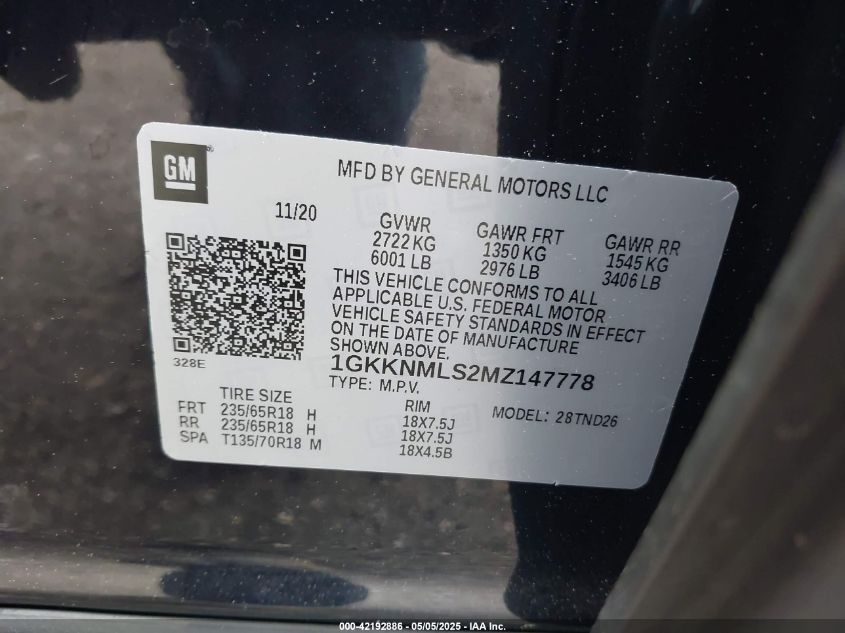 GM
MFD BY GENERAL MOTORS LLC
11/20
GVWR
2722 KG
6001 LB
GAWR FRT
1350 KG
2976 LB
GAWR RR
1545 KG
3406 LB
THIS VEHICLE CONFORMS TO ALL
APPLICABLE U.S. FEDERAL MOTOR
VEHICLE SAFETY STANDARDS IN EFFECT
ON THE DATE OF MANUFACTURE
SHOWN ABOVE.
328E
1GKKNMLS2MZ147778
TYPE: M.P.V.
MODEL: 28TND26
TIRE SIZE RIM
FRT 235/65R18 H 18X7.5J
RR 235/65R18 H 18X7.5J
SPA T135/70R18 M 18X4.5B
000-42192886 - 05/05/2025 - IAA Inc.